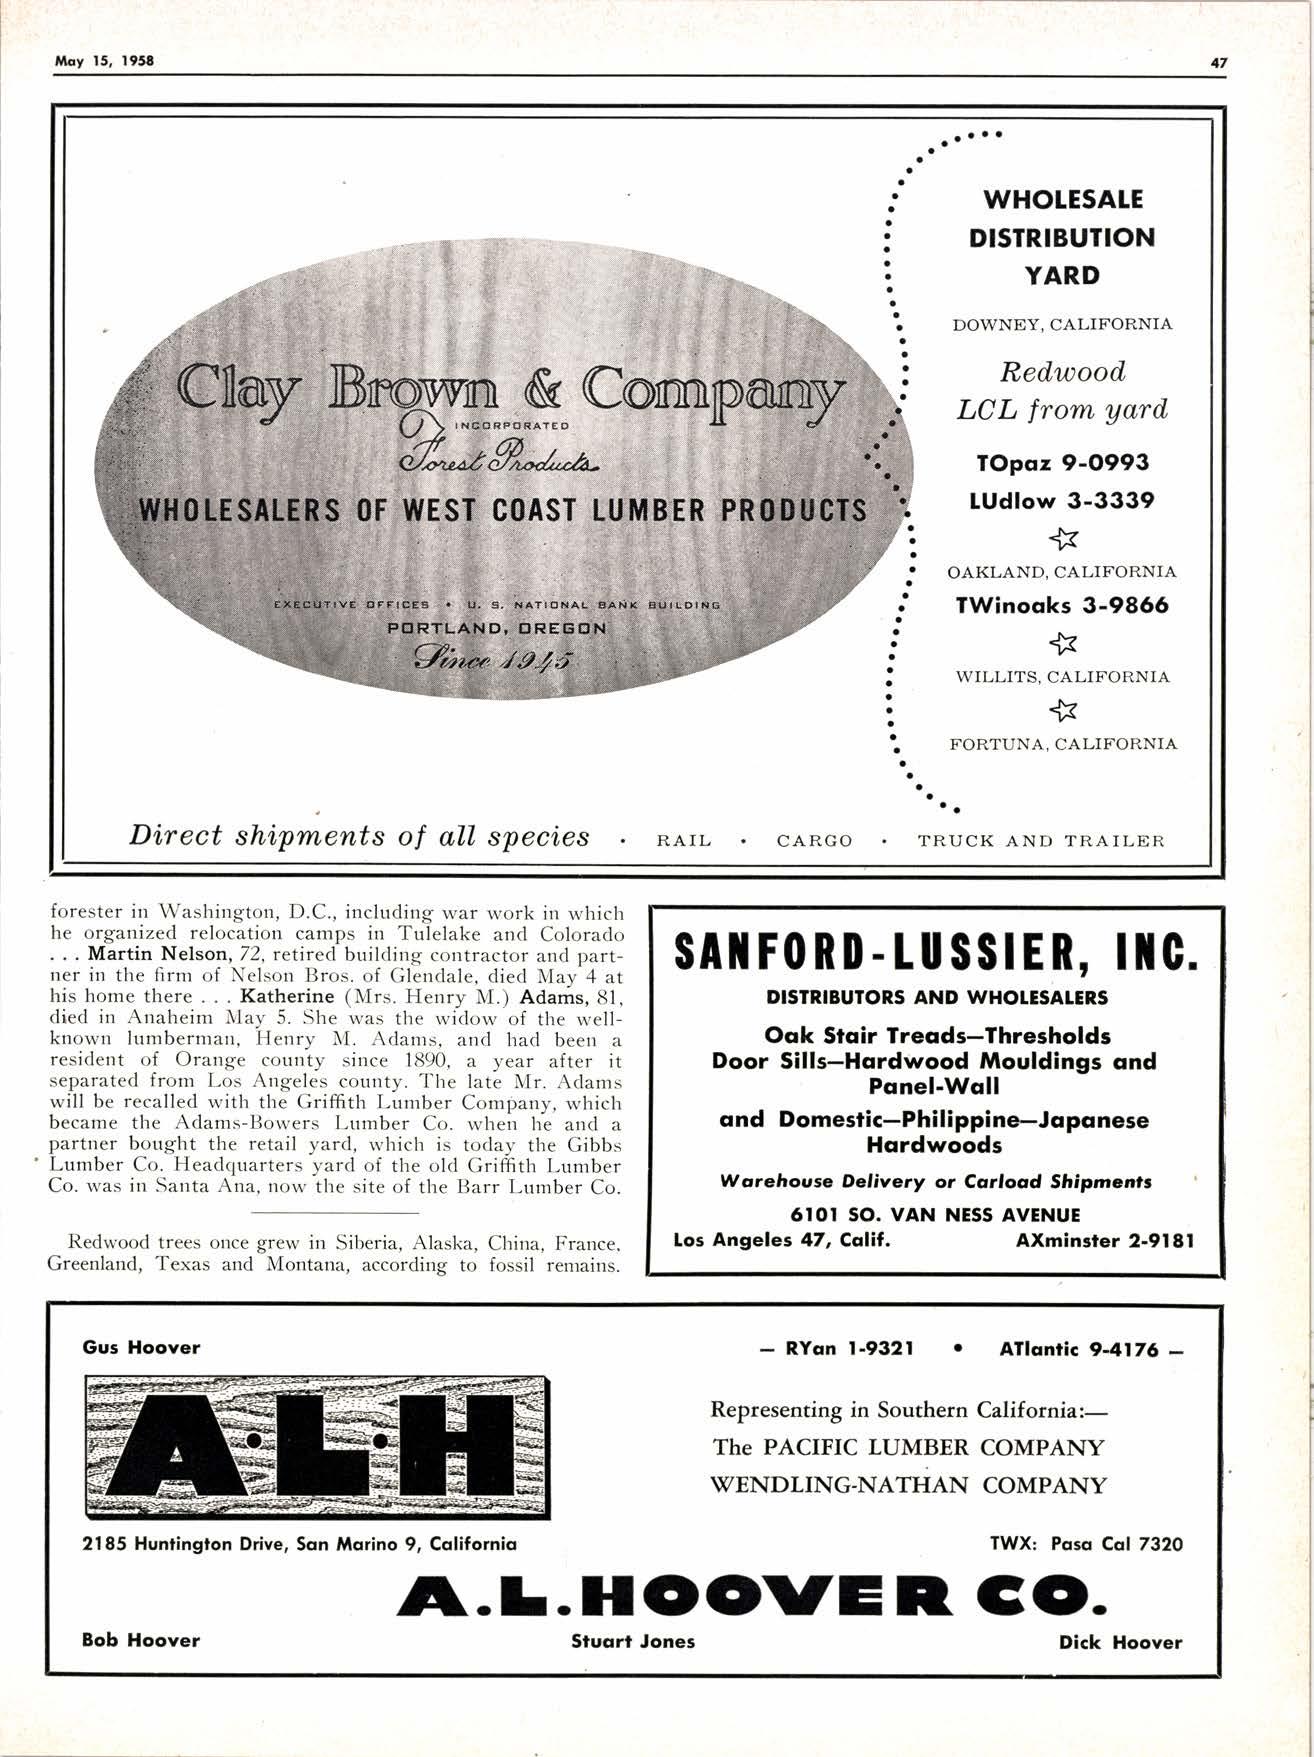 May 15, 1958
47
Clay Brown & Company
INCORPORATED
Forest Products
WHOLESALERS OF WEST COAST LUMBER PRODUCTS
EXECUTIVE OFFICES • U. S. NATIONAL BANK BUILDING
PORTLAND, OREGON
Since 1945
WHOLESALE
DISTRIBUTION
YARD
DOWNEY, CALIFORNIA
Redwood
LCL from yard
TOpaz 9-0993
LUdlow 3-3339
OAKLAND, CALIFORNIA
TWinoaks 3-9866
WILLITS, CALIFORNIA
FORTUNA, CALIFORNIA
Direct shipments of all species • RAIL • CARGO • TRUCK AND TRAILER
forester in Washington, D.C., including war work in which
he organized relocation camps in Tulelake and Colorado
. . . Martin Nelson, 72, retired building contractor and part-
ner in the firm of Nelson Bros. of Glendale, died May 4 at
his home there . . . Katherine (Mrs. Henry M.) Adams, 81,
died in Anaheim May 5. She was the widow of the well-
known lumberman, Henry M. Adams, and had been a
resident of Orange county since 1890, a year after it
separated from Los Angeles county. The late Mr. Adams
will be recalled with the Griffith Lumber Company, which
became the Adams-Bowers Lumber Co. when he and a
partner bought the retail yard, which is today the Gibbs
Lumber Co. Headquarters yard of the old Griffith Lumber
Co. was in Santa Ana, now the site of the Barr Lumber Co.
Redwood trees once grew in Siberia, Alaska, China, France,
Greenland, Texas and Montana, according to fossil remains.
SANFORD-LUSSIER, INC.
DISTRIBUTORS AND WHOLESALERS
Oak Stair Treads—Thresholds
Door Sills—Hardwood Mouldings and
Panel-Wall
and Domestic—Philippine—Japanese
Hardwoods
Warehouse Delivery or Carload Shipments
6101 SO. VAN NESS AVENUE
Los Angeles 47, Calif. AXminster 2-9181
Gus Hoover
— RYan 1-9321 • ATlantic 9-4176 —
A•L•H
Representing in Southern California:—
The PACIFIC LUMBER COMPANY
WENDLING-NATHAN COMPANY
2185 Huntington Drive, San Marino 9, California
TWX: Pasa Cal 7320
A.L.HOOVER CO.
Bob Hoover Stuart Jones Dick Hoover